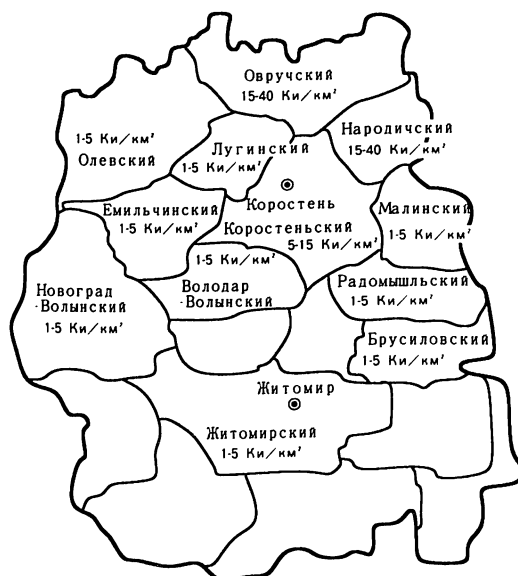 Овручский
15-40 Ки/км²
1-5 Ки/км²
Олевский
Лугинский
1-5 Ки/км²
Народичский
15-40 Ки/км²
Емильчинский
1-5 Ки/км²
Коростень
Коростеньский
5-15 Ки/км²
Малинский
1-5 Ки/км²
1-5 Ки/км²
Володар
-Волынский
Новоград
-Волынский
1-5 Ки/км²
Радомышльский
1-5 Ки/км²
Брусиловский
1-5 Ки/км²
Житомир
Житомирский
1-5 Ки/км²